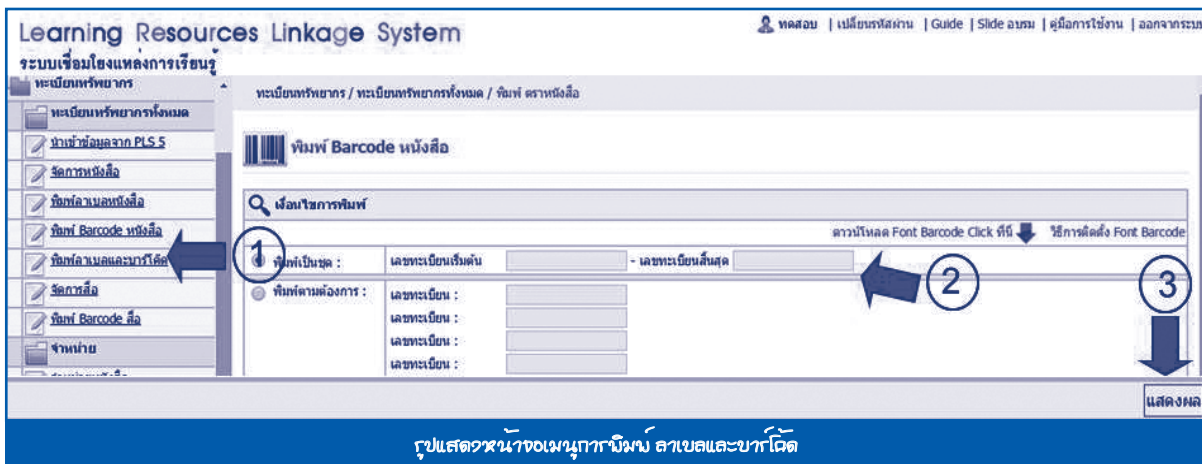 Learning Resources Linkage System
ระบบเชื่อมโยงแหล่งการเรียนรู้
ทดสอบ | เปลี่ยนรหัสผ่าน | Guide | Slide อบรม | คู่มือการใช้งาน | ออกจากระบบ
ทะเบียนทรัพยากร
ทะเบียนทรัพยากรทั้งหมด
นำเข้าข้อมูลจาก PLS 5
จัดการหนังสือ
พิมพ์ลาเบลหนังสือ
พิมพ์ Barcode หนังสือ
พิมพ์ลาเบลและบาร์โค้ด
จัดการสื่อ
พิมพ์ Barcode สื่อ
จำหน่าย
ทะเบียนทรัพยากร / ทะเบียนทรัพยากรทั้งหมด / พิมพ์ ตราหนังสือ
พิมพ์ Barcode หนังสือ
เงื่อนไขการพิมพ์
ดาวน์โหลด Font Barcode Click ที่นี่ วิธีการติดตั้ง Font Barcode
1
พิมพ์เป็นชุด : เลขทะเบียนเริ่มต้น - เลขทะเบียนสิ้นสุด
2
พิมพ์ตามต้องการ : เลขทะเบียน :
เลขทะเบียน :
เลขทะเบียน :
เลขทะเบียน :
3
แสดงผล
รูปแสดงหน้าจอเมนูการพิมพ์ ลาเบลและบาร์โค้ด